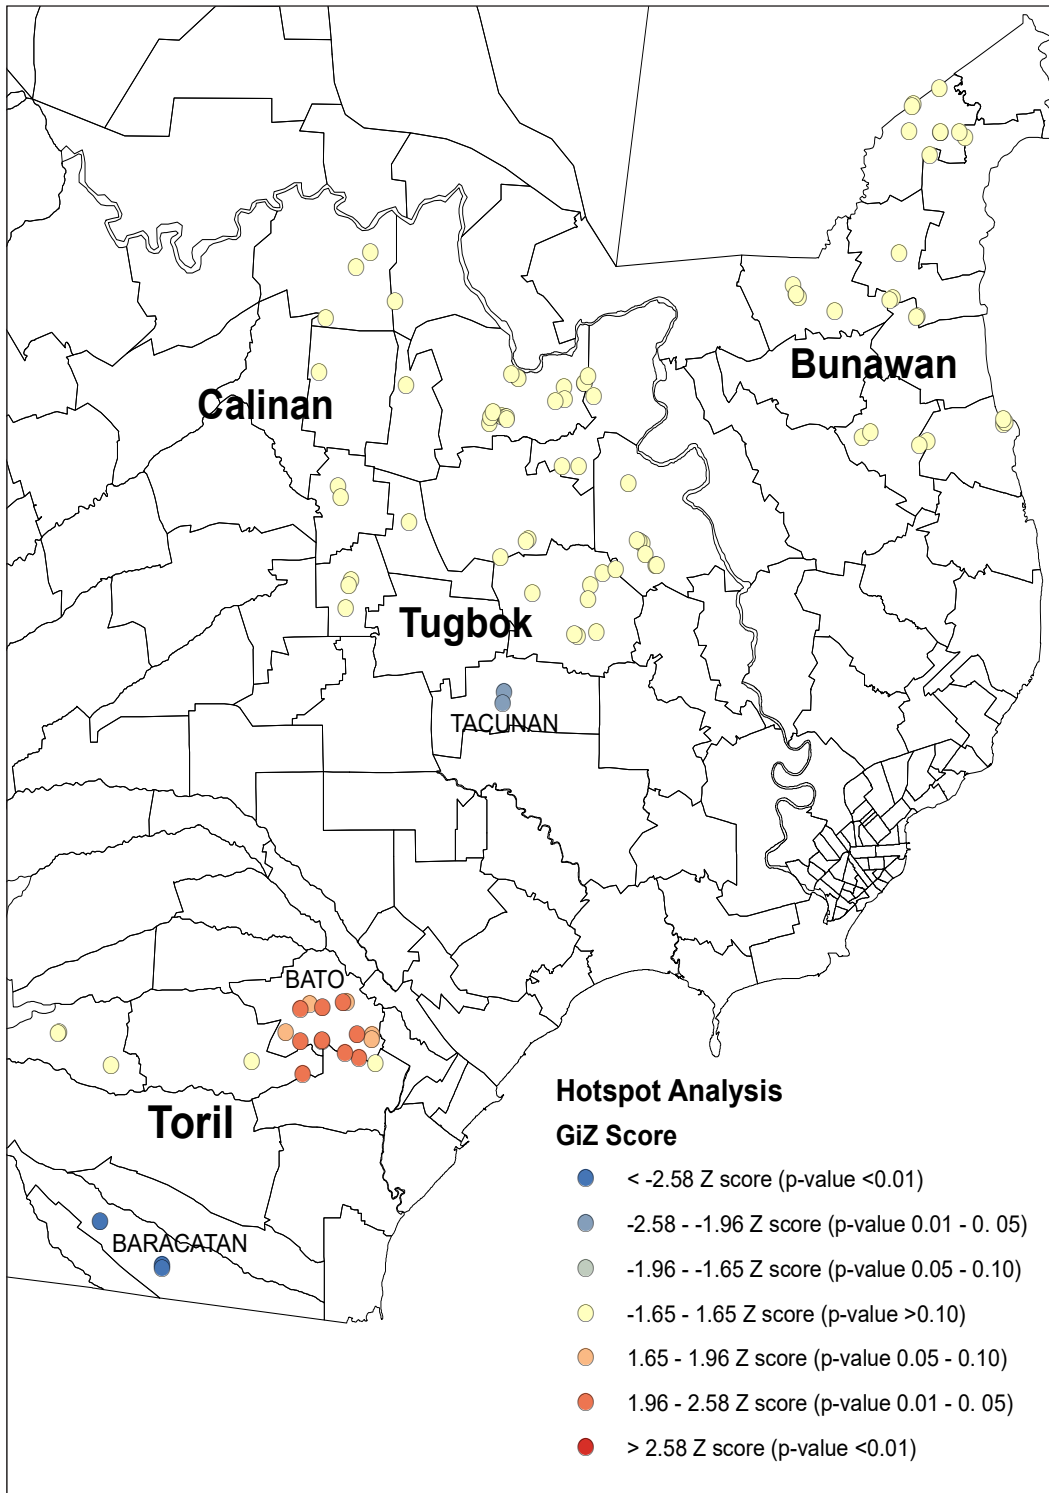 Bunawan
Calinan
Tugbok
TACUNAN
BATO
Toril
BARACATAN
Hotspot Analysis
GiZ Score
< -2.58 Z score (p-value <0.01)
-2.58 - -1.96 Z score (p-value 0.01 - 0. 05)
-1.96 - -1.65 Z score (p-value 0.05 - 0.10)
-1.65 - 1.65 Z score (p-value >0.10)
1.65 - 1.96 Z score (p-value 0.05 - 0.10)
1.96 - 2.58 Z score (p-value 0.01 - 0. 05)
> 2.58 Z score (p-value <0.01)